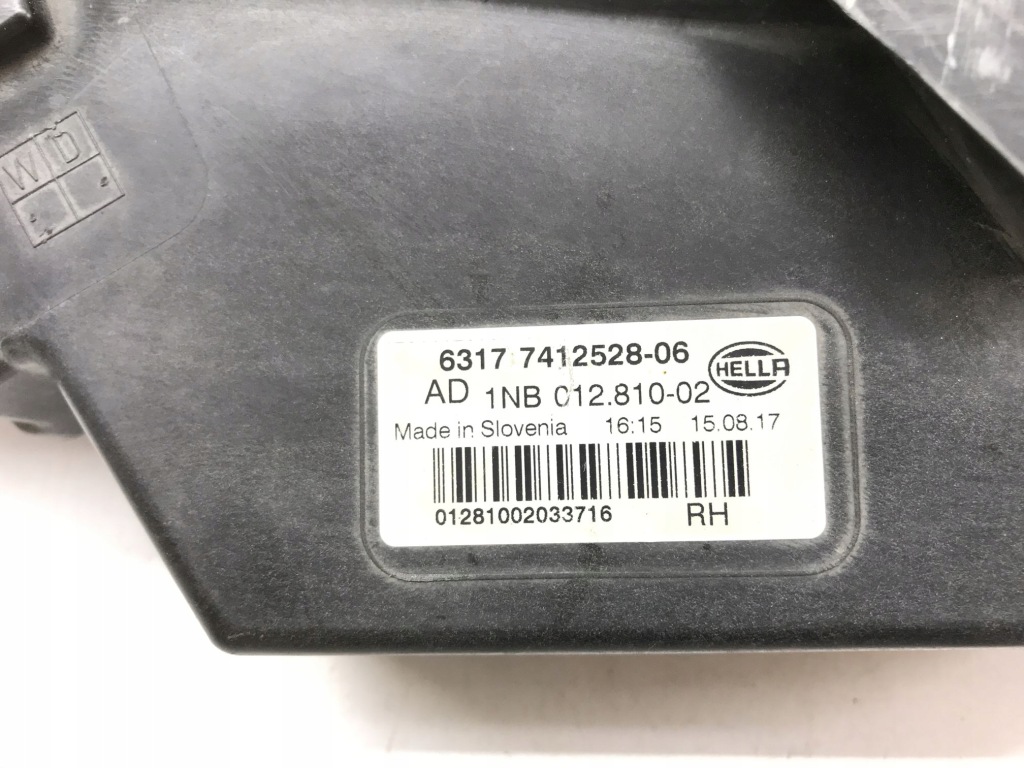 WD
6317 7412528-06
HELLA
AD 1NB 012.810-02
Made in Slovenia 16:15 15.08.17
01281002033716 RH